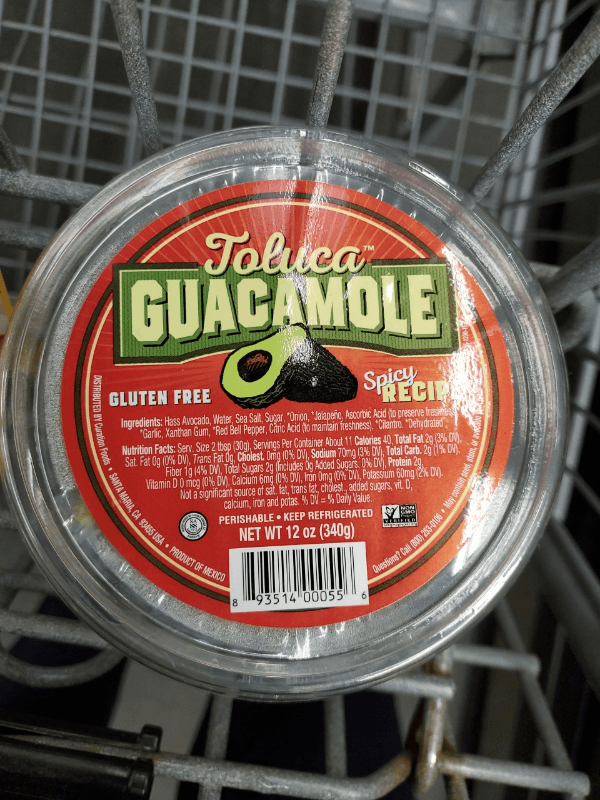 Toluca™
GUACAMOLE
GLUTEN FREE
Spicy
RECIP
Ingredients: Hass Avocado, Water, Sea Salt, Sugar, *Onion, *Jalapeño, Ascorbic Acid (to preserve freshness),
*Garlic, Xanthan Gum, *Red Bell Pepper, Citric Acid (to maintain freshness), *Cilantro. *Dehydrated
Nutrition Facts: Serv. Size 2 tbsp (30g), Servings Per Container About 11 Calories 40, Total Fat 2g (3% DV),
Sat. Fat 0g (0% DV), Trans Fat 0g, Cholest. 0mg (0% DV), Sodium 70mg (3% DV), Total Carb. 2g (1% DV),
Fiber 1g (4% DV), Total Sugars 2g (Includes 0g Added Sugars, 0% DV), Protein 2g,
Vitamin D 0 mcg (0% DV), Calcium 6mg (0% DV), Iron 0mg (0% DV), Potassium 60mg (2% DV).
Not a significant source of sat. fat, trans fat, cholest., added sugars, vit. D,
calcium, iron and potas. % DV = % Daily Value.
PERISHABLE • KEEP REFRIGERATED
NET WT 12 oz (340g)
NON
GMO
VERIFIED
8 93514 00055 6
DISTRIBUTED BY Curation Foods • SANTA MARIA, CA 93455 USA • PRODUCT OF MEXICO
Questions? Call (800) 293-0106 • May contain seed, stem, or